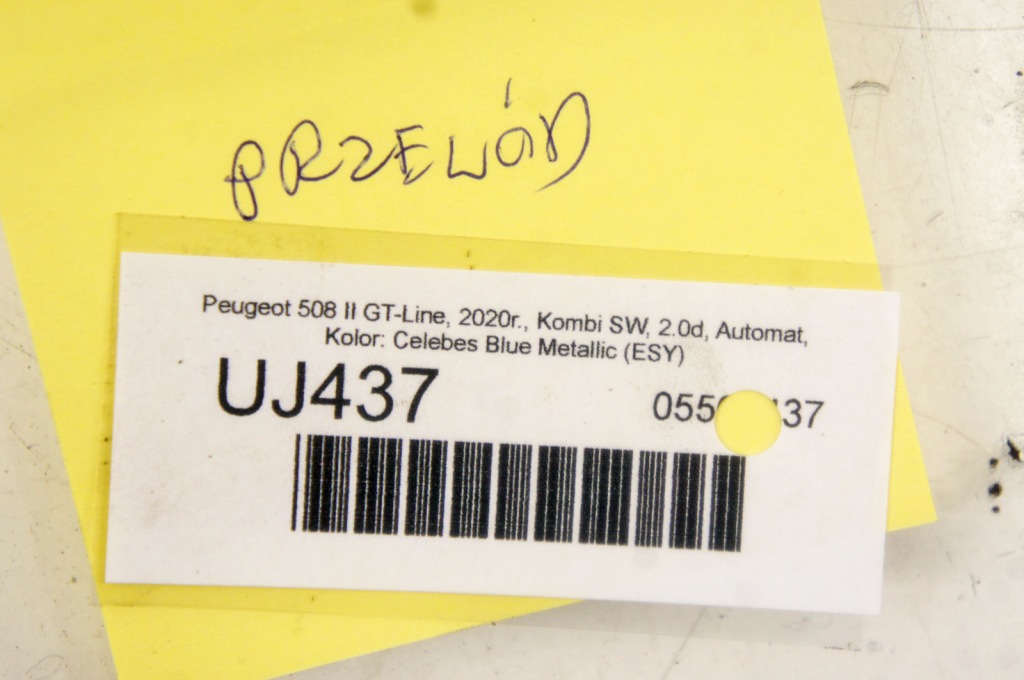 PRZEWÓD
Peugeot 508 II GT-Line, 2020r., Kombi SW, 2.0d, Automat,
Kolor: Celebes Blue Metallic (ESY)
UJ437